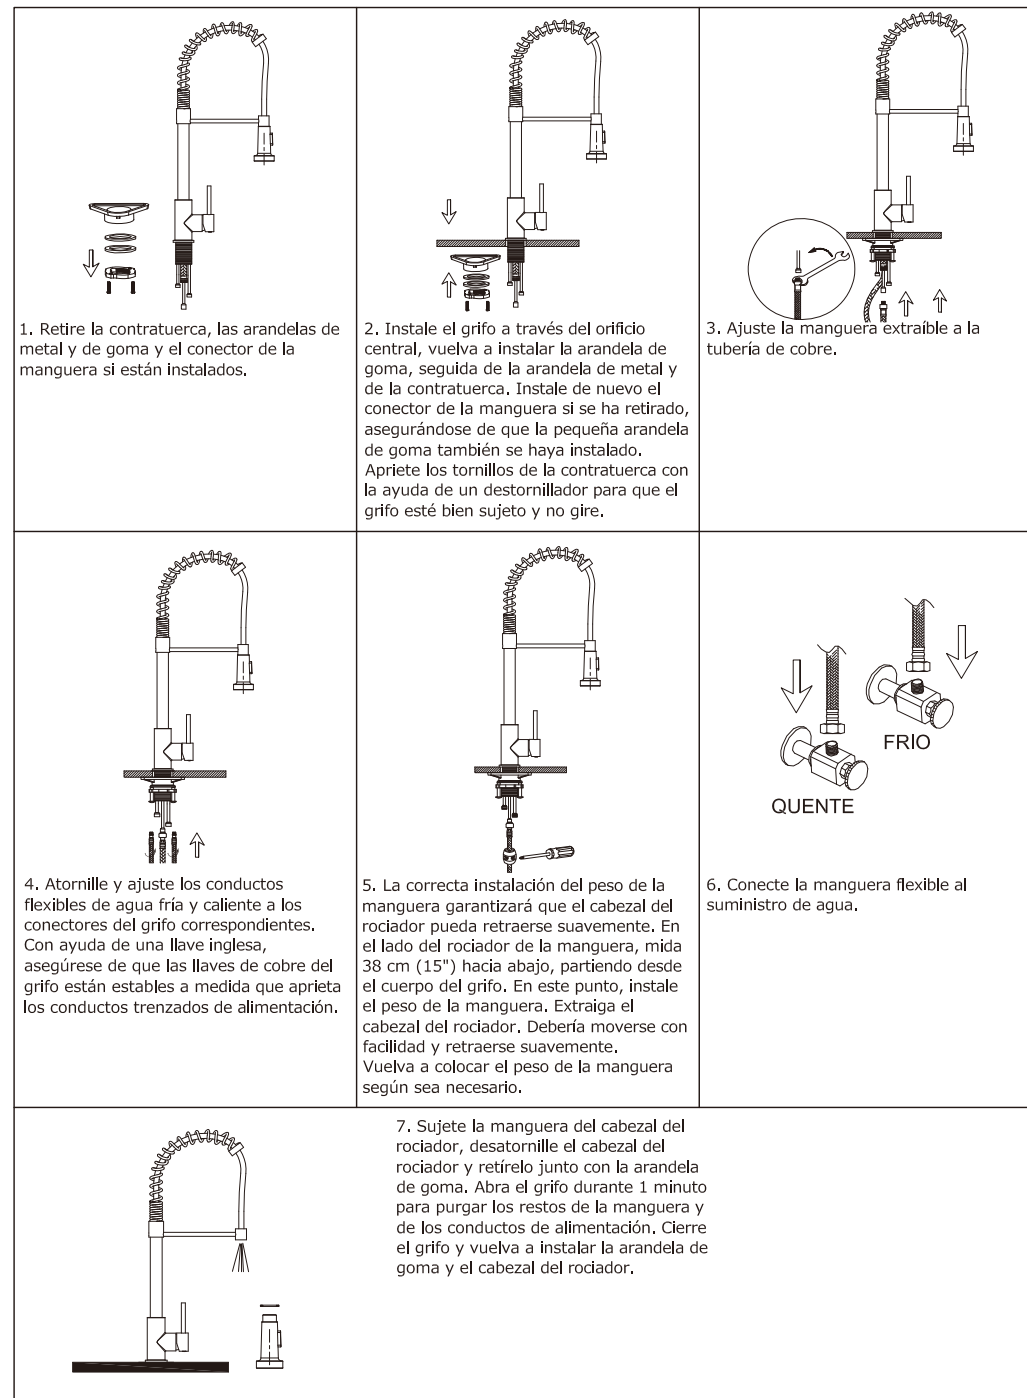 1. Retire la contratuerca, las arandelas de
metal y de goma y el conector de la
manguera si están instalados.
2. Instale el grifo a través del orificio
central, vuelva a instalar la arandela de
goma, seguida de la arandela de metal y
de la contratuerca. Instale de nuevo el
conector de la manguera si se ha retirado,
asegurándose de que la pequeña arandela
de goma también se haya instalado.
Apriete los tornillos de la contratuerca con
la ayuda de un destornillador para que el
grifo esté bien sujeto y no gire.
3. Ajuste la manguera extraíble a la
tubería de cobre.
4. Atornille y ajuste los conductos
flexibles de agua fría y caliente a los
conectores del grifo correspondientes.
Con ayuda de una llave inglesa,
asegúrese de que las llaves de cobre del
grifo están estables a medida que aprieta
los conductos trenzados de alimentación.
5. La correcta instalación del peso de la
manguera garantizará que el cabezal del
rociador pueda retraerse suavemente. En
el lado del rociador de la manguera, mida
38 cm (15") hacia abajo, partiendo desde
el cuerpo del grifo. En este punto, instale
el peso de la manguera. Extraiga el
cabezal del rociador. Debería moverse con
facilidad y retraerse suavemente.
Vuelva a colocar el peso de la manguera
según sea necesario.
FRIO
QUENTE
6. Conecte la manguera flexible al
suministro de agua.
7. Sujete la manguera del cabezal del
rociador, desatornille el cabezal del
rociador y retírelo junto con la arandela
de goma. Abra el grifo durante 1 minuto
para purgar los restos de la manguera y
de los conductos de alimentación. Cierre
el grifo y vuelva a instalar la arandela de
goma y el cabezal del rociador.